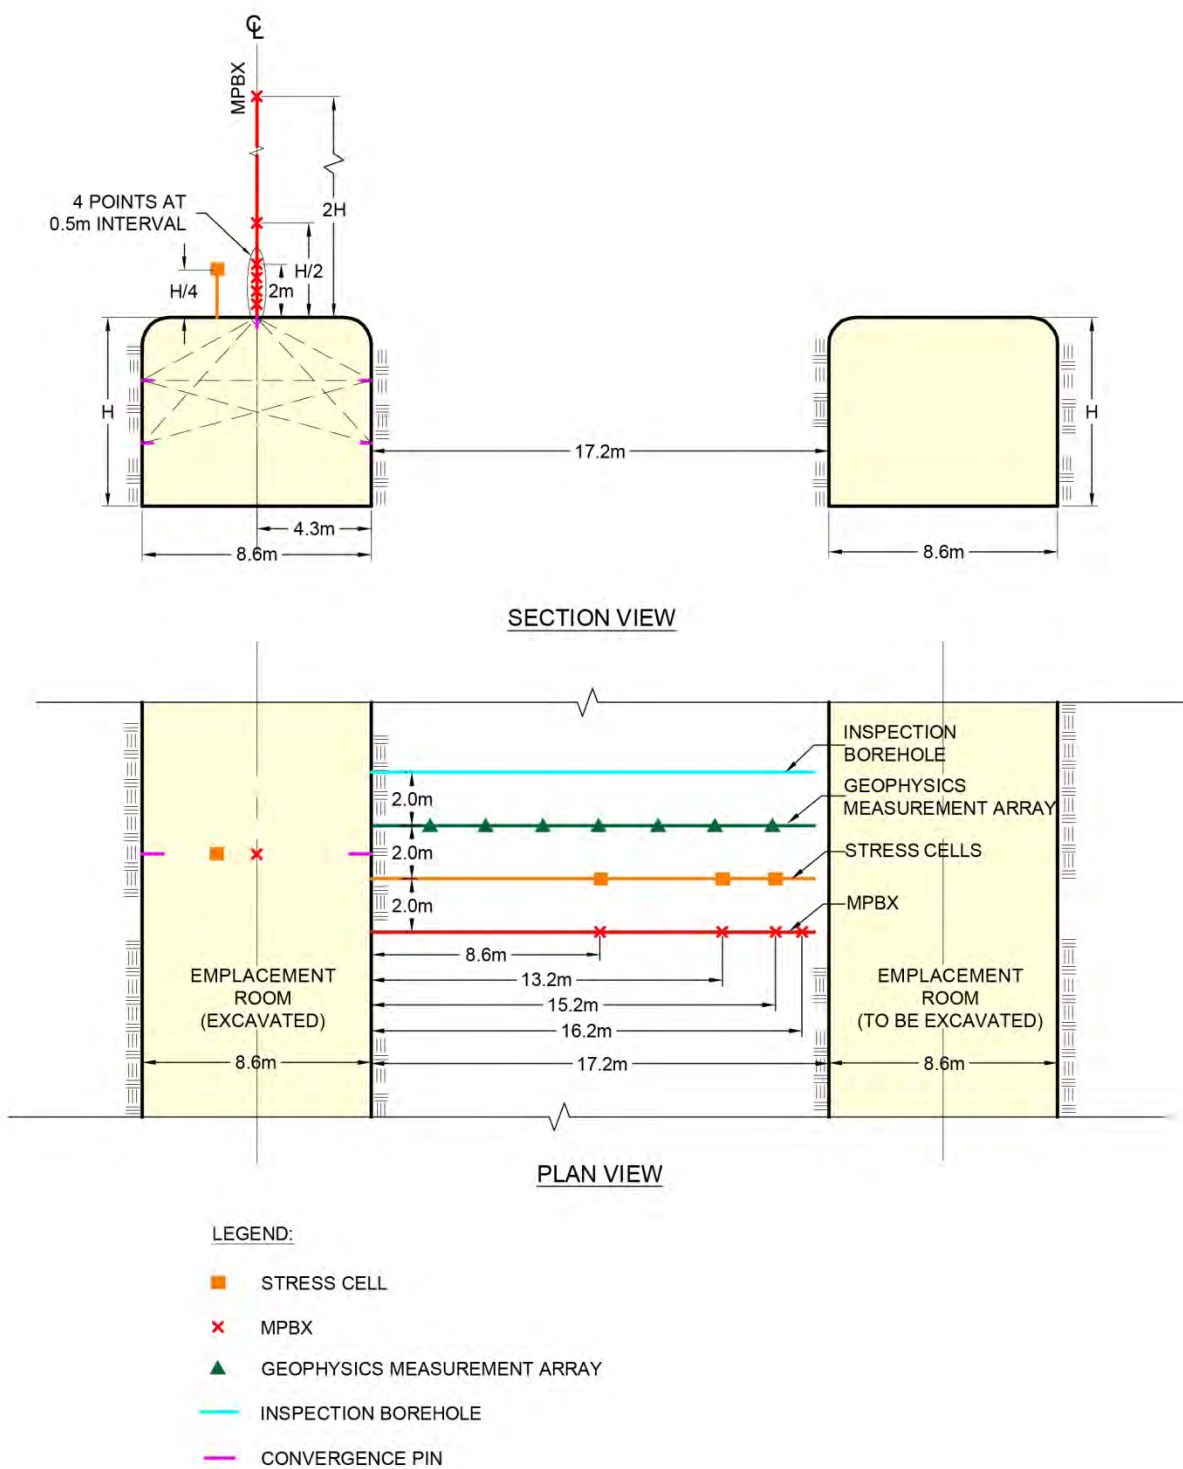 ℄
MPBX
4 POINTS AT
0.5m INTERVAL
2H
H/2
H/4
2m
H
H
17.2m
4.3m
8.6m
8.6m
SECTION VIEW
INSPECTION
BOREHOLE
2.0m
GEOPHYSICS
MEASUREMENT ARRAY
2.0m
STRESS CELLS
2.0m
MPBX
8.6m
EMPLACEMENT
ROOM
(EXCAVATED)
13.2m
EMPLACEMENT
ROOM
(TO BE EXCAVATED)
15.2m
16.2m
8.6m
17.2m
8.6m
PLAN VIEW
LEGEND:
STRESS CELL
MPBX
GEOPHYSICS MEASUREMENT ARRAY
INSPECTION BOREHOLE
CONVERGENCE PIN